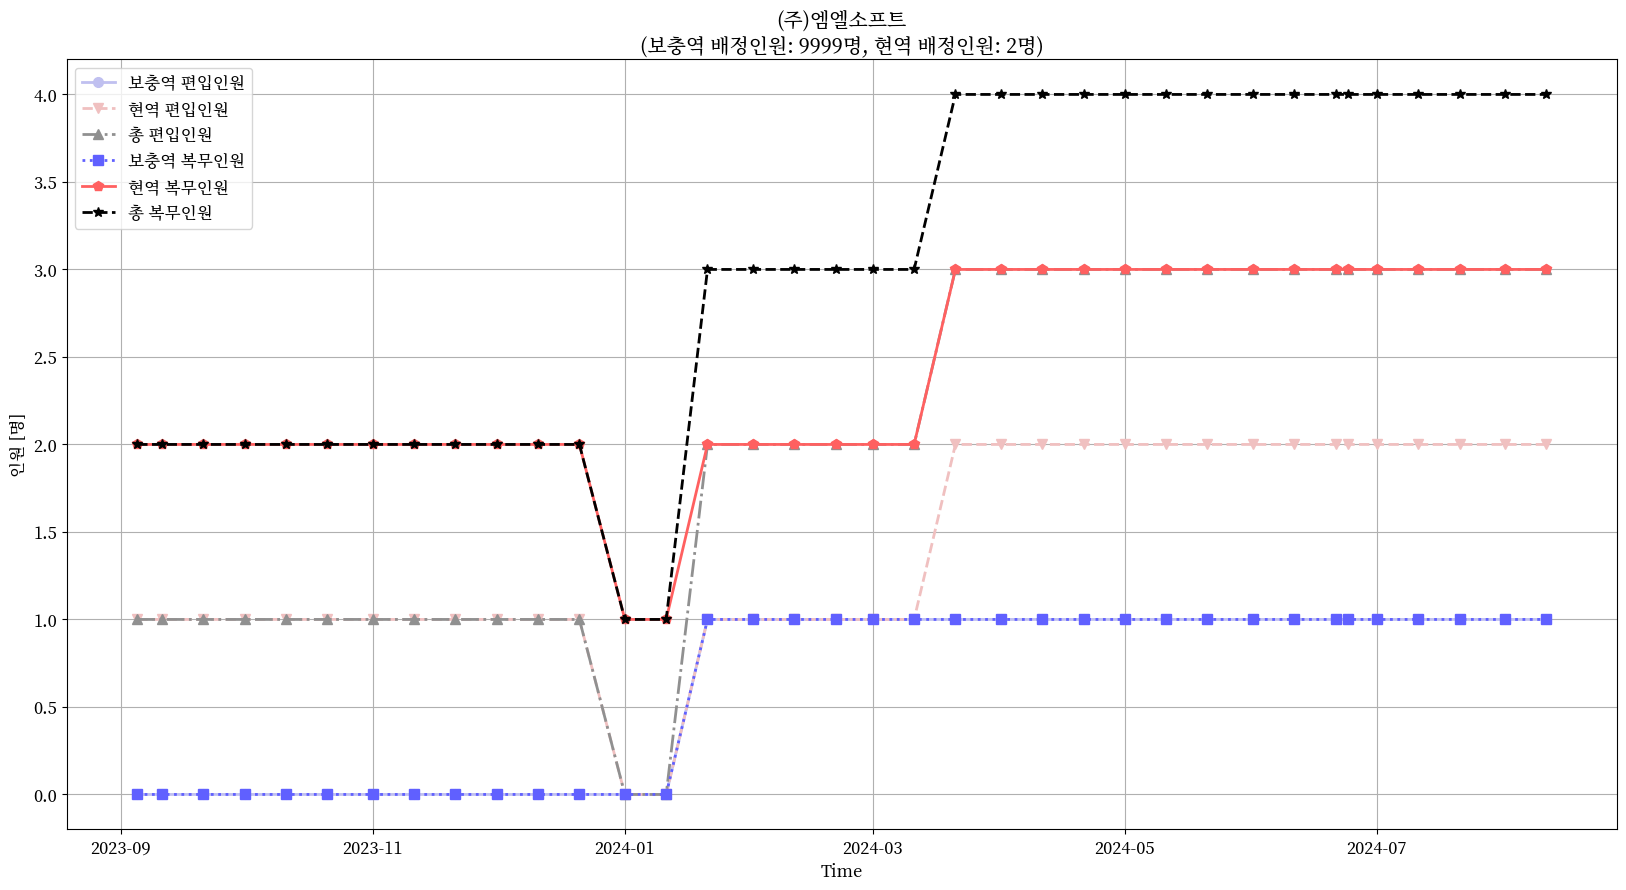 (주)엠엘소프트
(보충역 배정인원: 9999명, 현역 배정인원: 2명)
보충역 편입인원
현역 편입인원
총 편입인원
보충역 복무인원
현역 복무인원
총 복무인원
인원 [명]
4.0
3.5
3.0
2.5
2.0
1.5
1.0
0.5
0.0
2023-09 2023-11 2024-01 2024-03 2024-05 2024-07
Time